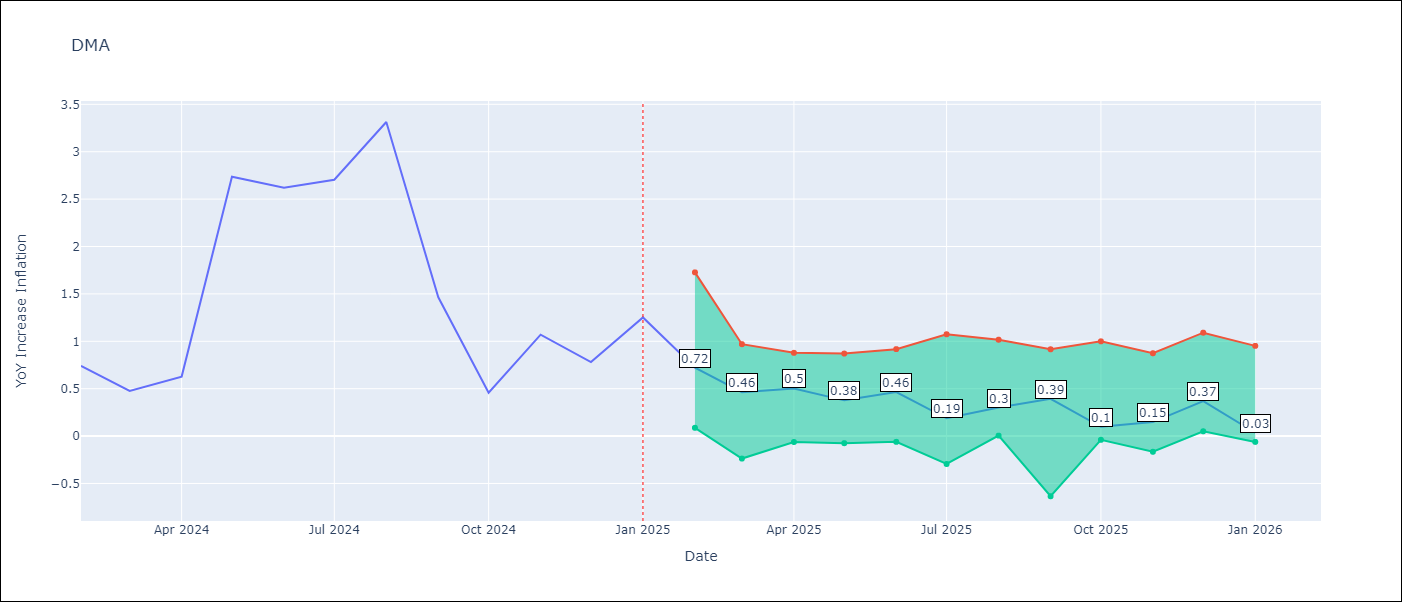 DMA
YoY Increase Inflation
3.5
3
2.5
2
1.5
1
0.5
0
−0.5
0.72
0.46
0.5
0.38
0.46
0.19
0.3
0.39
0.1
0.15
0.37
0.03
Apr 2024
Jul 2024
Oct 2024
Jan 2025
Apr 2025
Jul 2025
Oct 2025
Jan 2026
Date